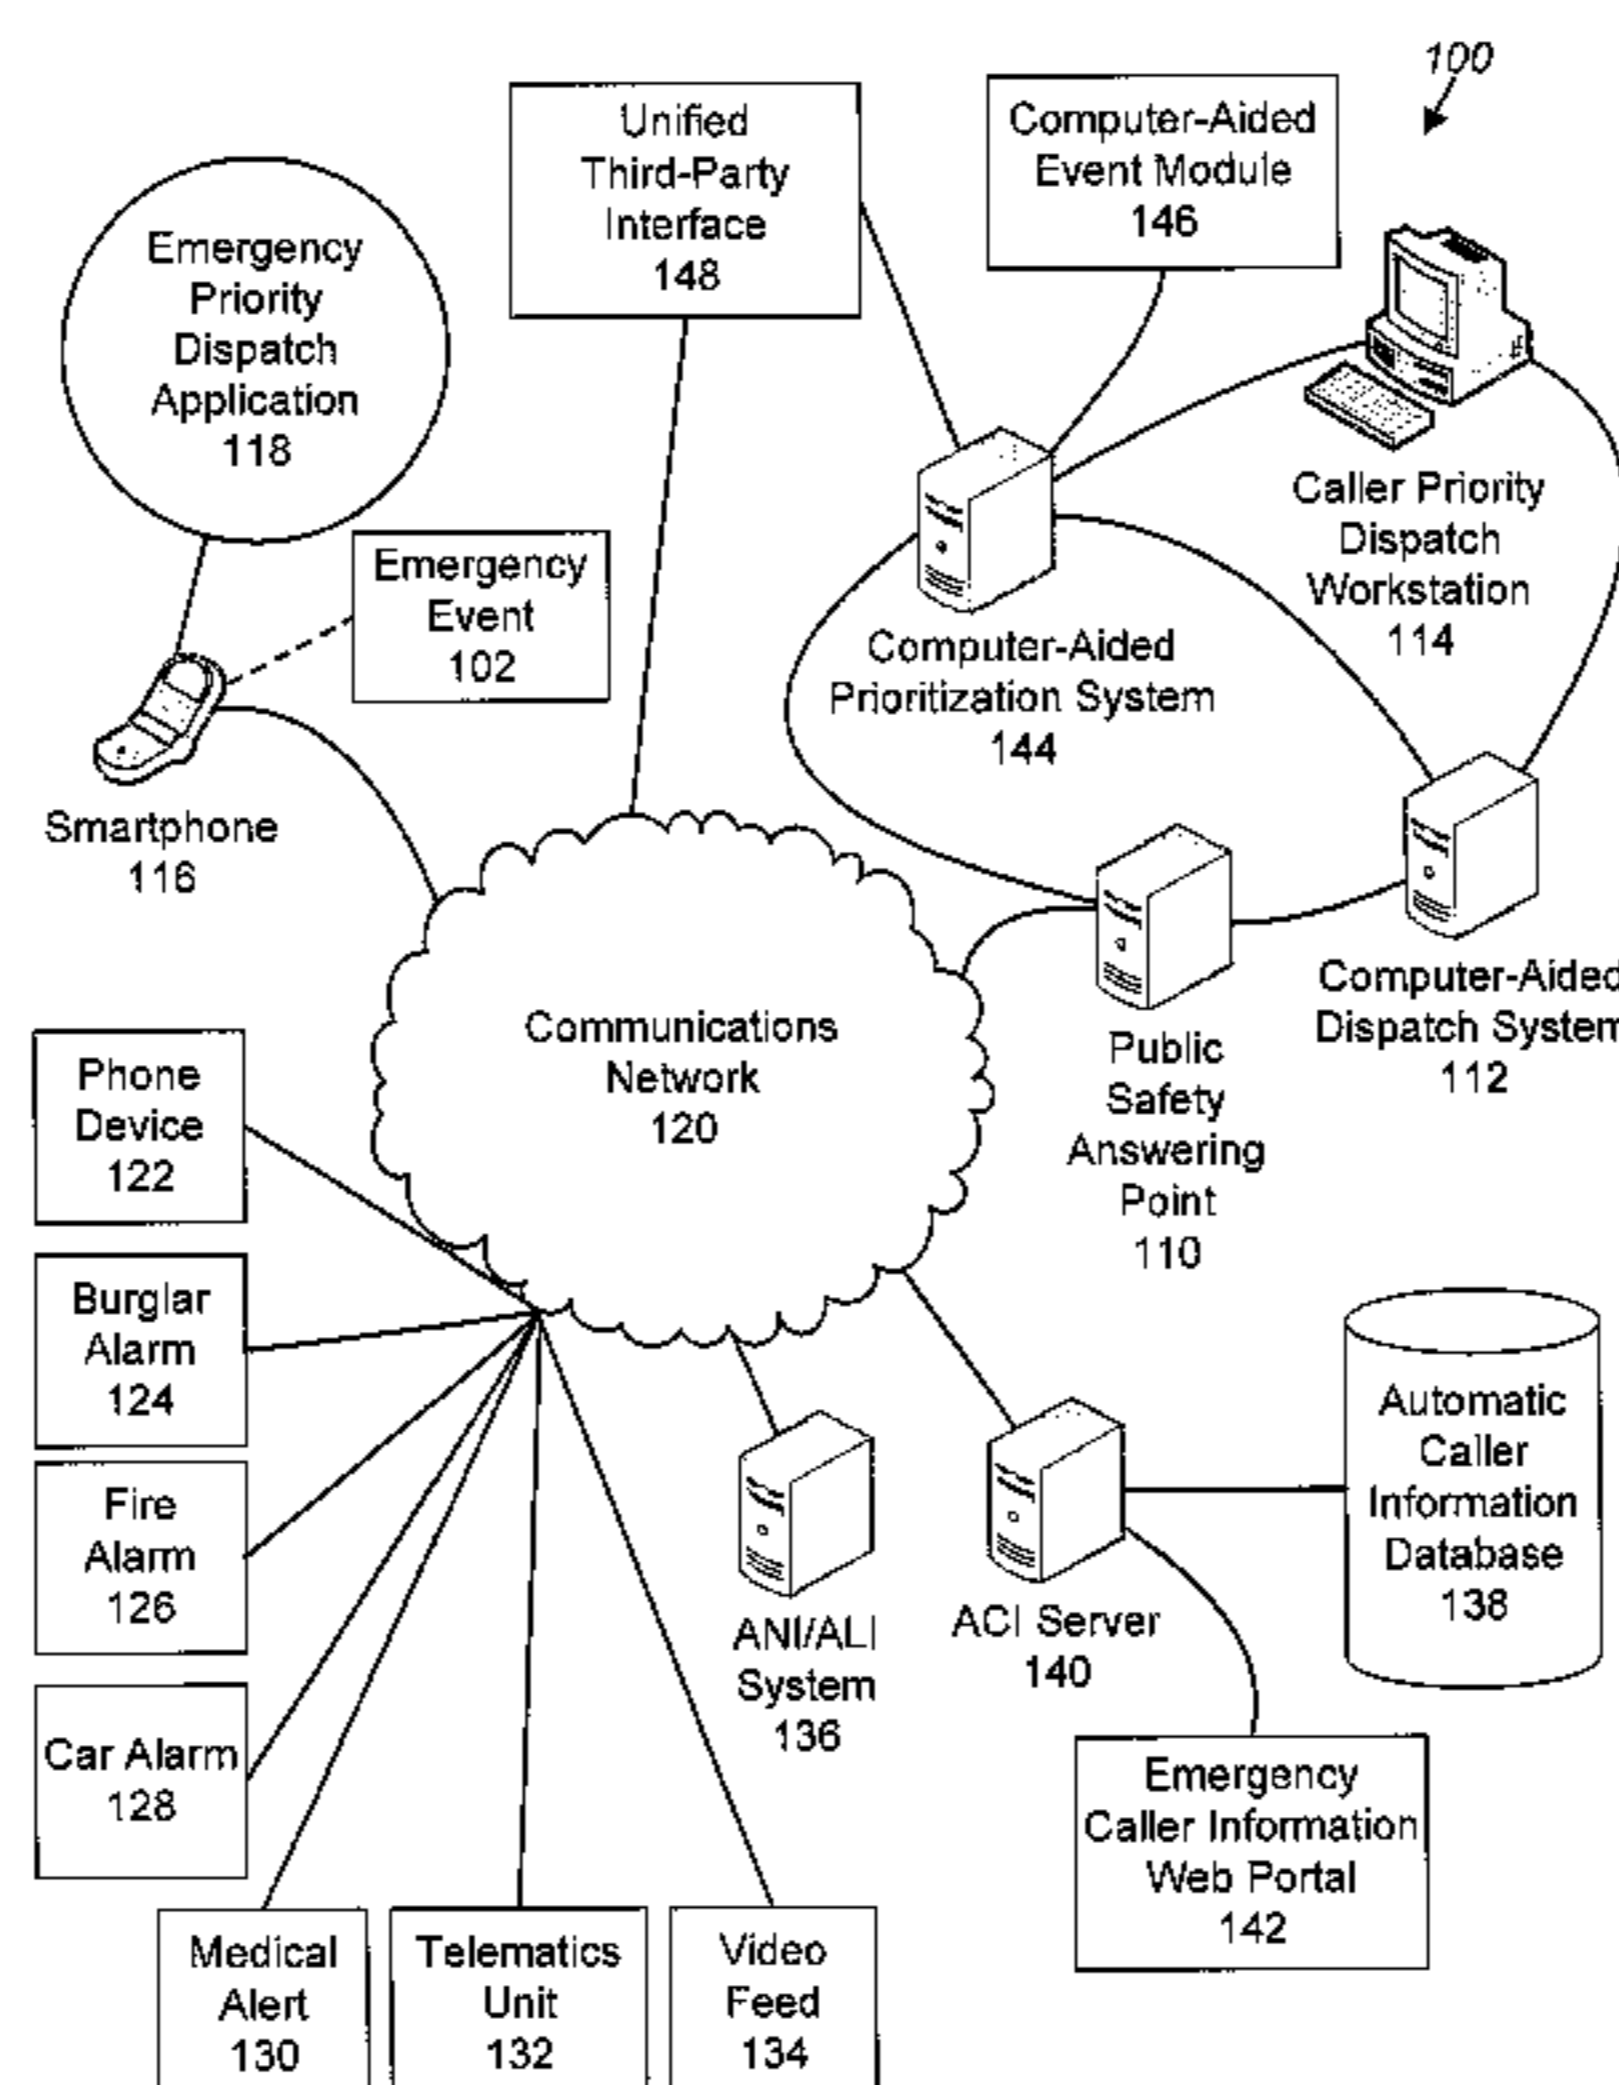 100
Unified
Third-Party
Interface
148
Computer-Aided
Event Module
146
Emergency
Priority
Dispatch
Application
118
Emergency
Event
102
Caller Priority
Dispatch
Workstation
114
Computer-Aided
Prioritization System
144
Smartphone
116
Communications
Network
120
Computer-Aided
Dispatch System
112
Public
Safety
Answering
Point
110
Phone
Device
122
Burglar
Alarm
124
Fire
Alarm
126
Car Alarm
128
Medical
Alert
130
Telematics
Unit
132
Video
Feed
134
ANI/ALI
System
136
ACI Server
140
Automatic
Caller
Information
Database
138
Emergency
Caller Information
Web Portal
142